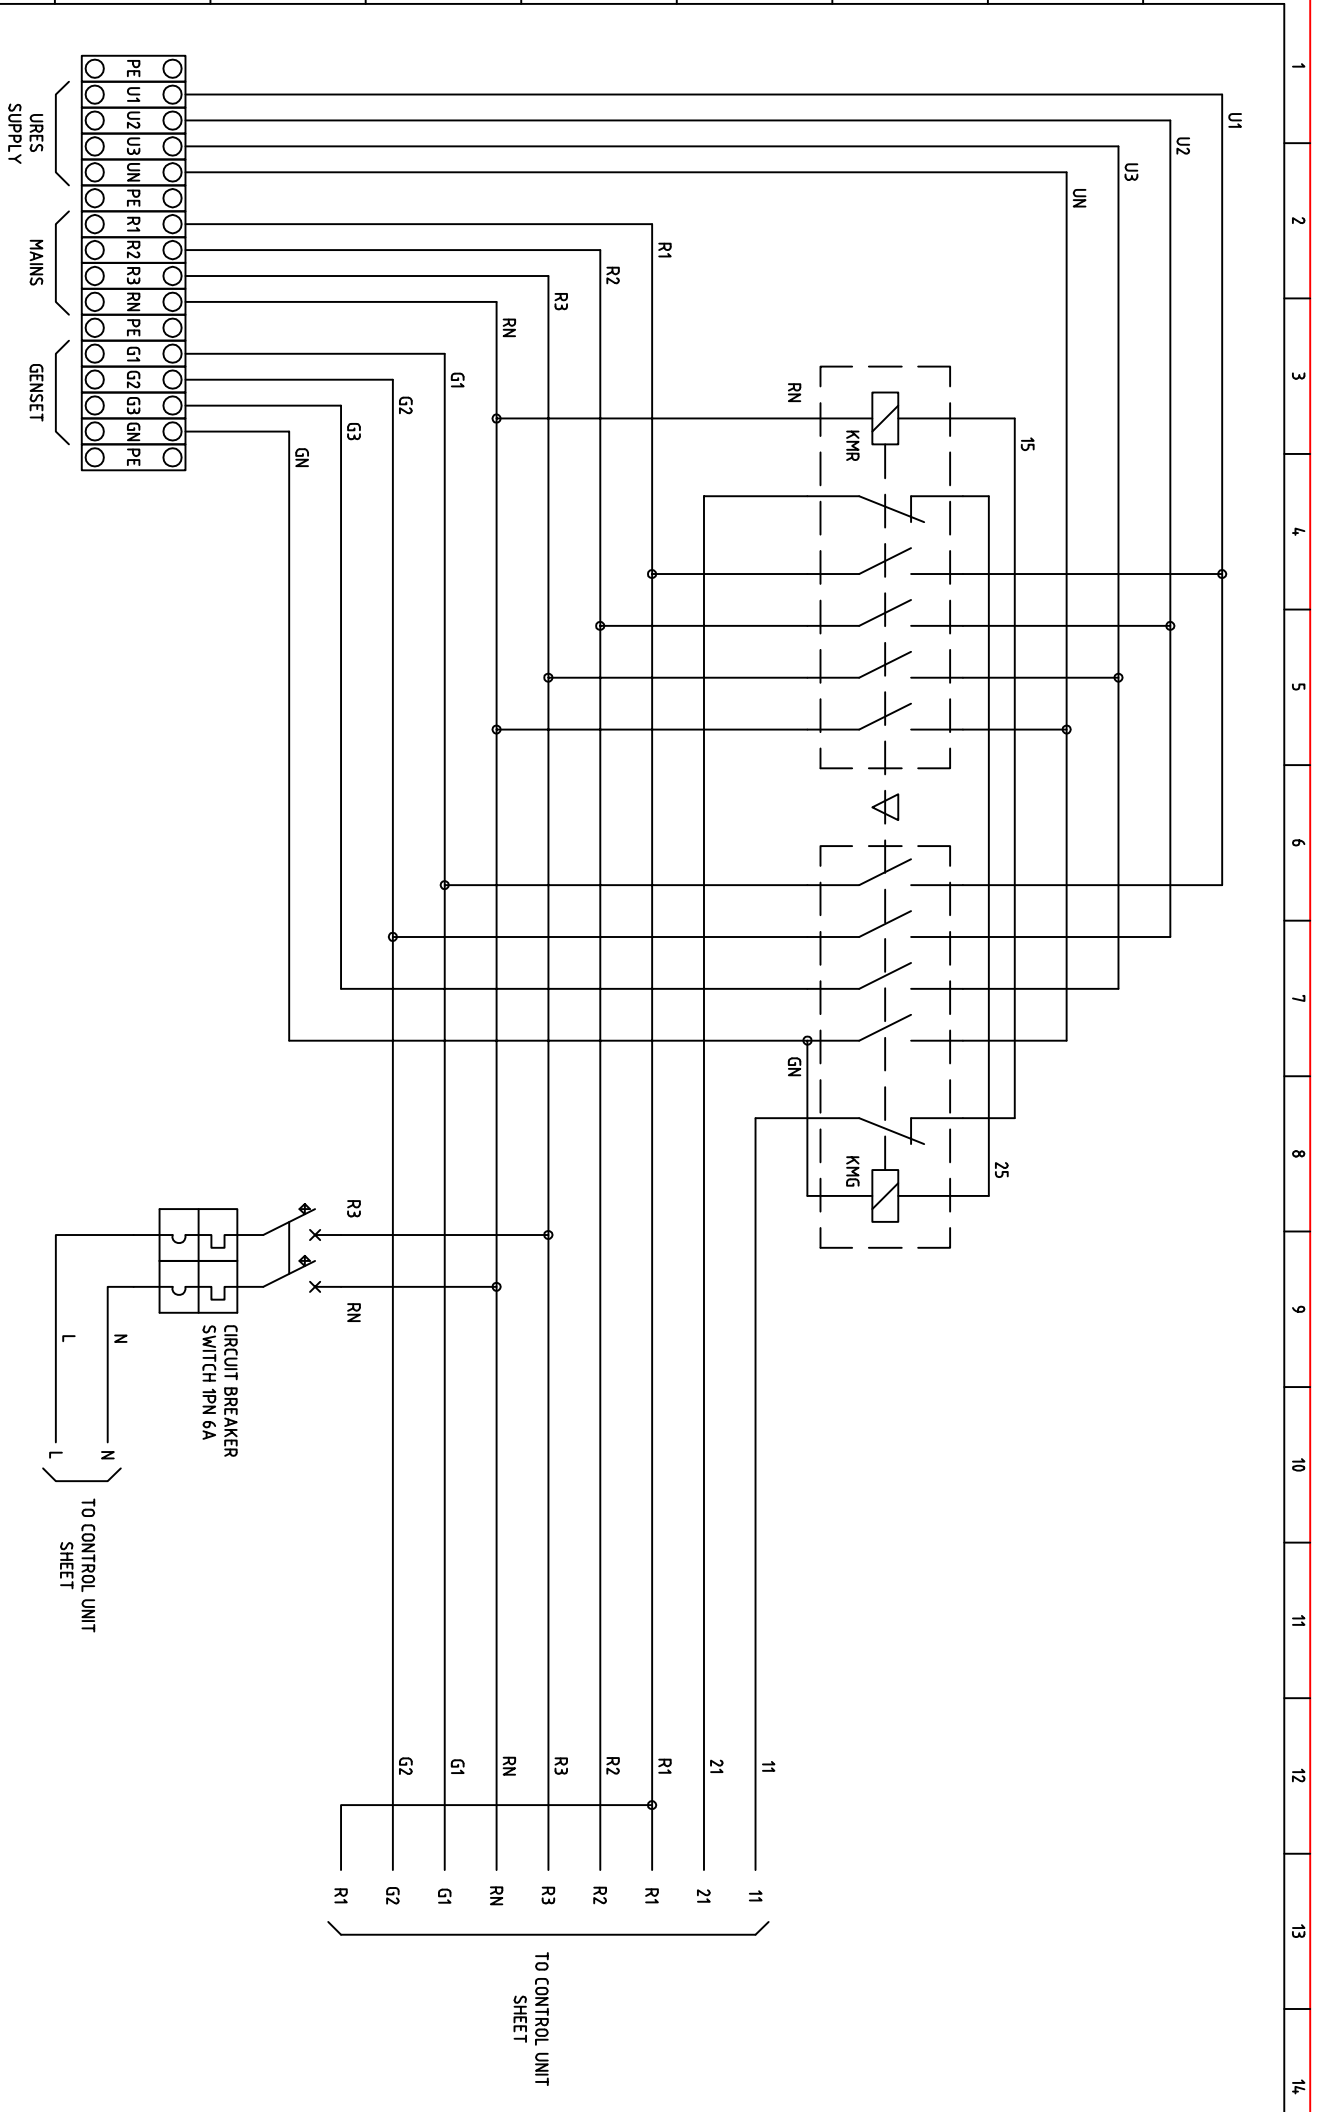 1
2
3
4
5
6
7
8
9
10
11
12
13
14
U1
U2
U3
UN
R1
R2
R3
RN
G1
G2
G3
GN
RN
KMR
15
GN
KMG
25
PE
U1
U2
U3
UN
PE
R1
R2
R3
RN
PE
G1
G2
G3
GN
PE
URES
SUPPLY
MAINS
GENSET
R3
RN
CIRCUIT BREAKER
SWITCH 1PN 6A
N
L
N
L
TO CONTROL UNIT
SHEET
11
21
R1
R2
R3
RN
G1
G2
11
21
R1
R2
R3
RN
G1
G2
R1
TO CONTROL UNIT
SHEET